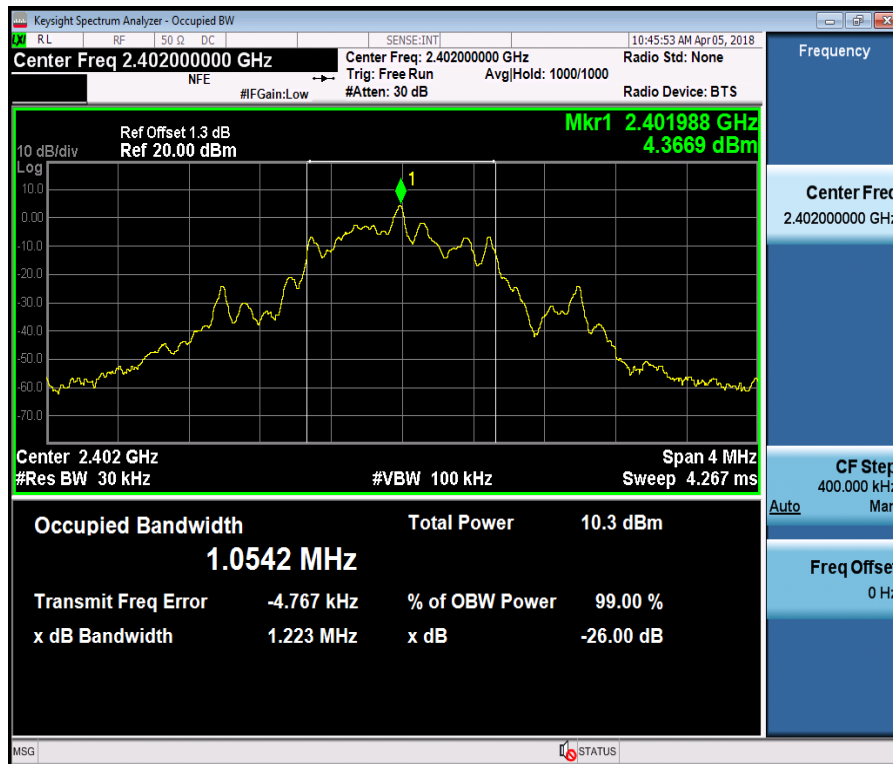 Keysight Spectrum Analyzer - Occupied BW
LXI RL RF 50 Ω DC SENSE:INT 10:45:53 AM Apr 05, 2018
Center Freq 2.402000000 GHz Center Freq: 2.402000000 GHz Radio Std: None
NFE Trig: Free Run Avg|Hold: 1000/1000
#IFGain:Low #Atten: 30 dB Radio Device: BTS
Frequency
Ref Offset 1.3 dB Mkr1 2.401988 GHz
10 dB/div Ref 20.00 dBm 4.3669 dBm
Log
1
10.0
0.00
-10.0
-20.0
-30.0
-40.0
-50.0
-60.0
-70.0
Center 2.402 GHz Span 4 MHz
#Res BW 30 kHz #VBW 100 kHz Sweep 4.267 ms
Occupied Bandwidth Total Power 10.3 dBm
1.0542 MHz
Transmit Freq Error -4.767 kHz % of OBW Power 99.00 %
x dB Bandwidth 1.223 MHz x dB -26.00 dB
Center Freq
2.402000000 GHz
CF Step
400.000 kHz
Auto Man
Freq Offset
0 Hz
MSG STATUS